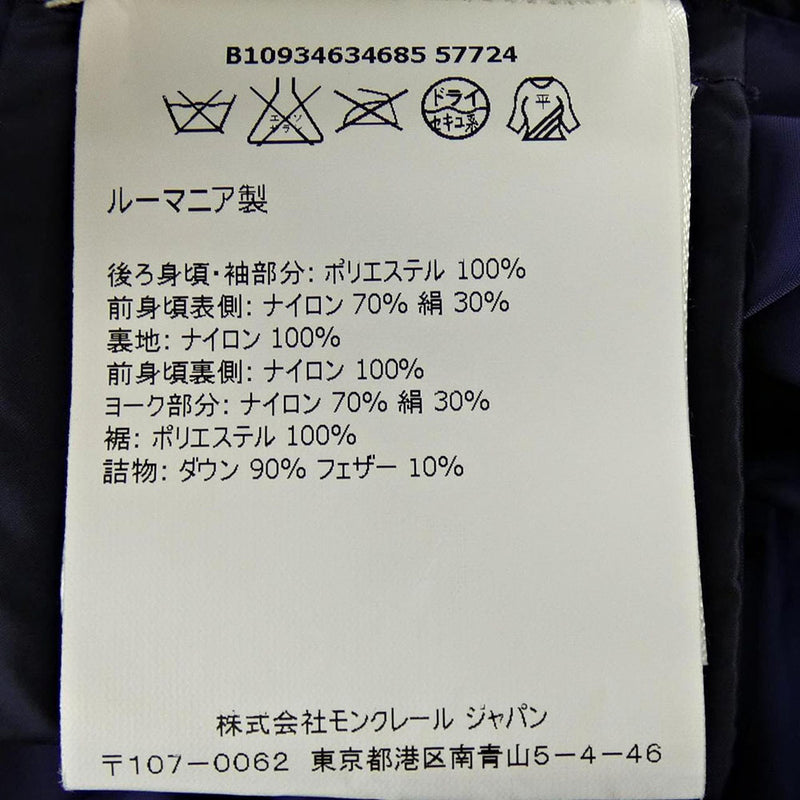 B10934634685 57724
エンソ
サラシ
ドライ
セキユ系
平
ルーマニア製
後ろ身頃・袖部分: ポリエステル 100%
前身頃表側: ナイロン 70% 絹 30%
裏地: ナイロン 100%
前身頃裏側: ナイロン 100%
ヨーク部分: ナイロン 70% 絹 30%
裾: ポリエステル 100%
詰物: ダウン 90% フェザー 10%
株式会社モンクレール ジャパン
〒107-0062 東京都港区南青山5-4-46